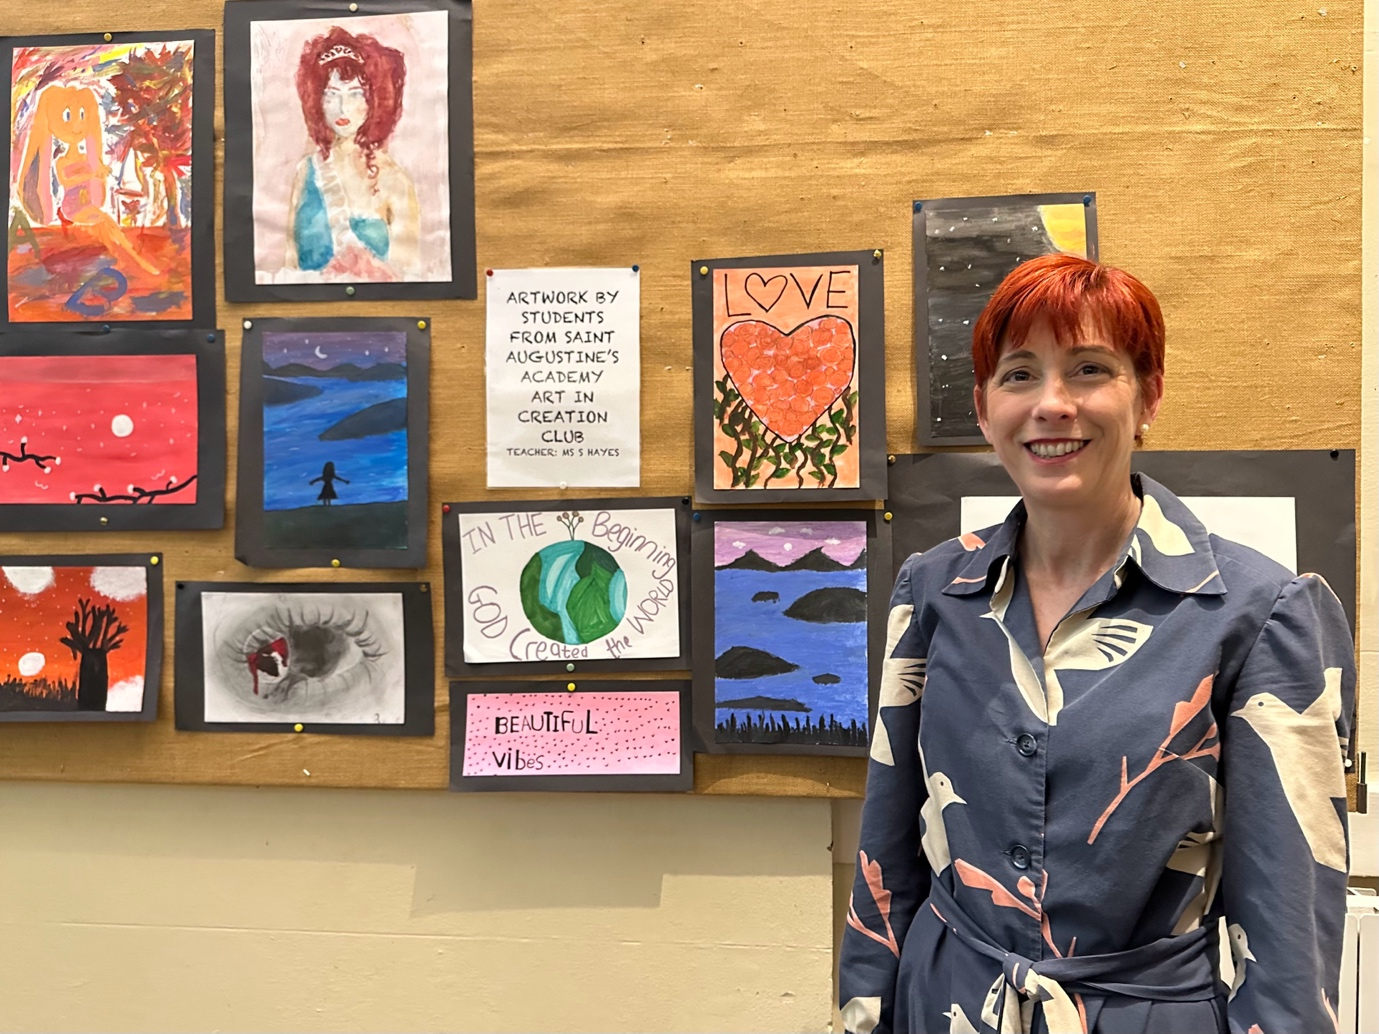 ARTWORK BY
STUDENTS
FROM SAINT
AUGUSTINE'S
ACADEMY
ART IN
CREATION
CLUB
TEACHER: MS S HAYES
LOVE
IN THE Beginning
GOD Created the WORLD
BEAUTIFUL
vibes